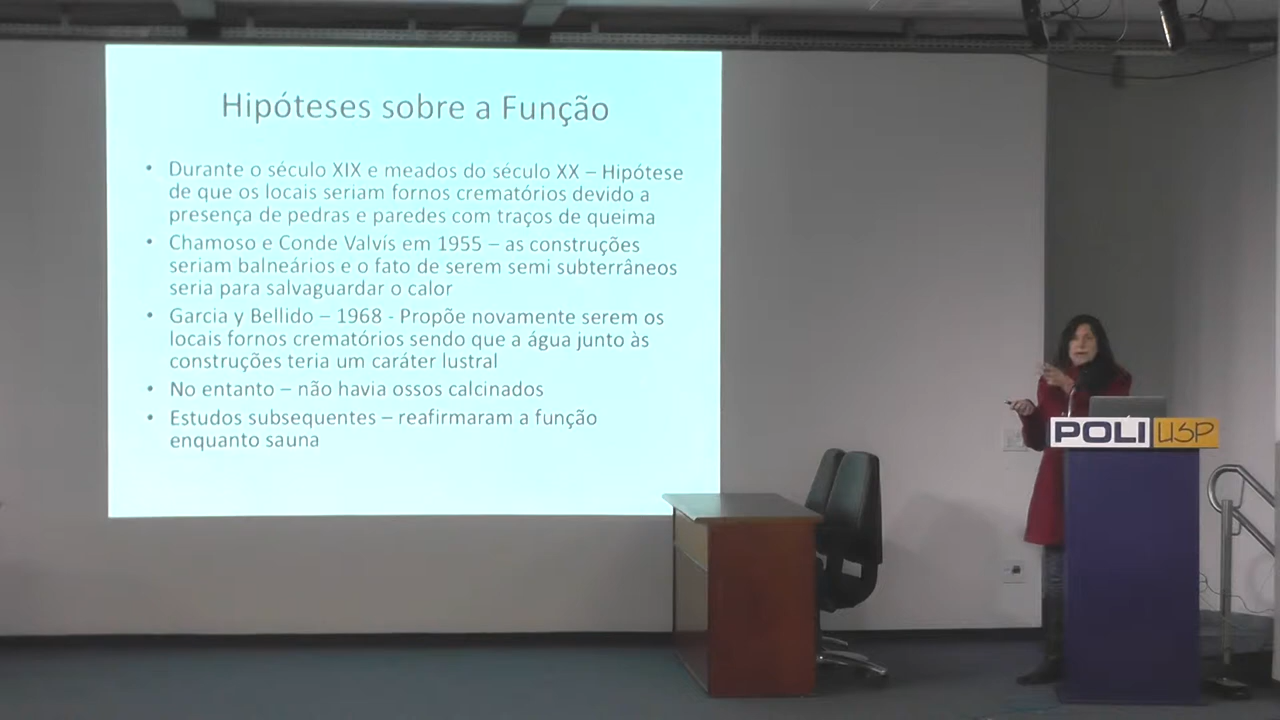 Hipóteses sobre a Função
• Durante o século XIX e meados do século XX – Hipótese
de que os locais seriam fornos crematórios devido a
presença de pedras e paredes com traços de queima
• Chamoso e Conde Valvís em 1955 – as construções
seriam balneários e o fato de serem semi subterrâneos
seria para salvaguardar o calor
• Garcia y Bellido – 1968 - Propõe novamente serem os
locais fornos crematórios sendo que a água junto às
construções teria um caráter lustral
• No entanto – não havia ossos calcinados
• Estudos subsequentes – reafirmaram a função
enquanto sauna
POLI USP